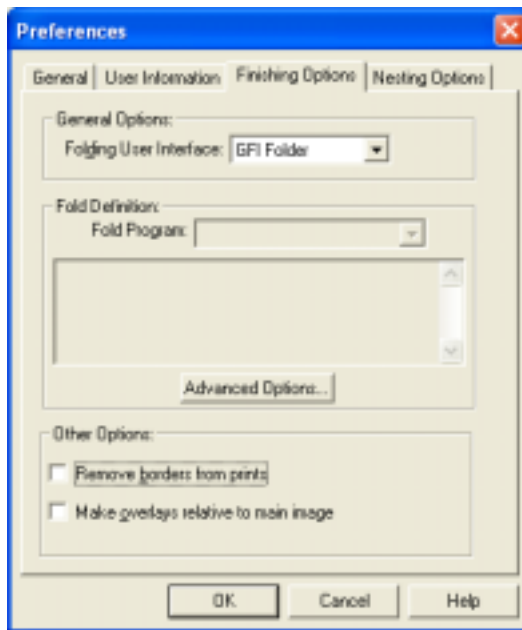 Preferences
General User Information Finishing Options Nesting Options
General Options:
Folding User Interface: GFI Folder
Fold Definition:
Fold Program:
Advanced Options...
Other Options:
Remove borders from prints
Make overlays relative to main image
OK Cancel Help